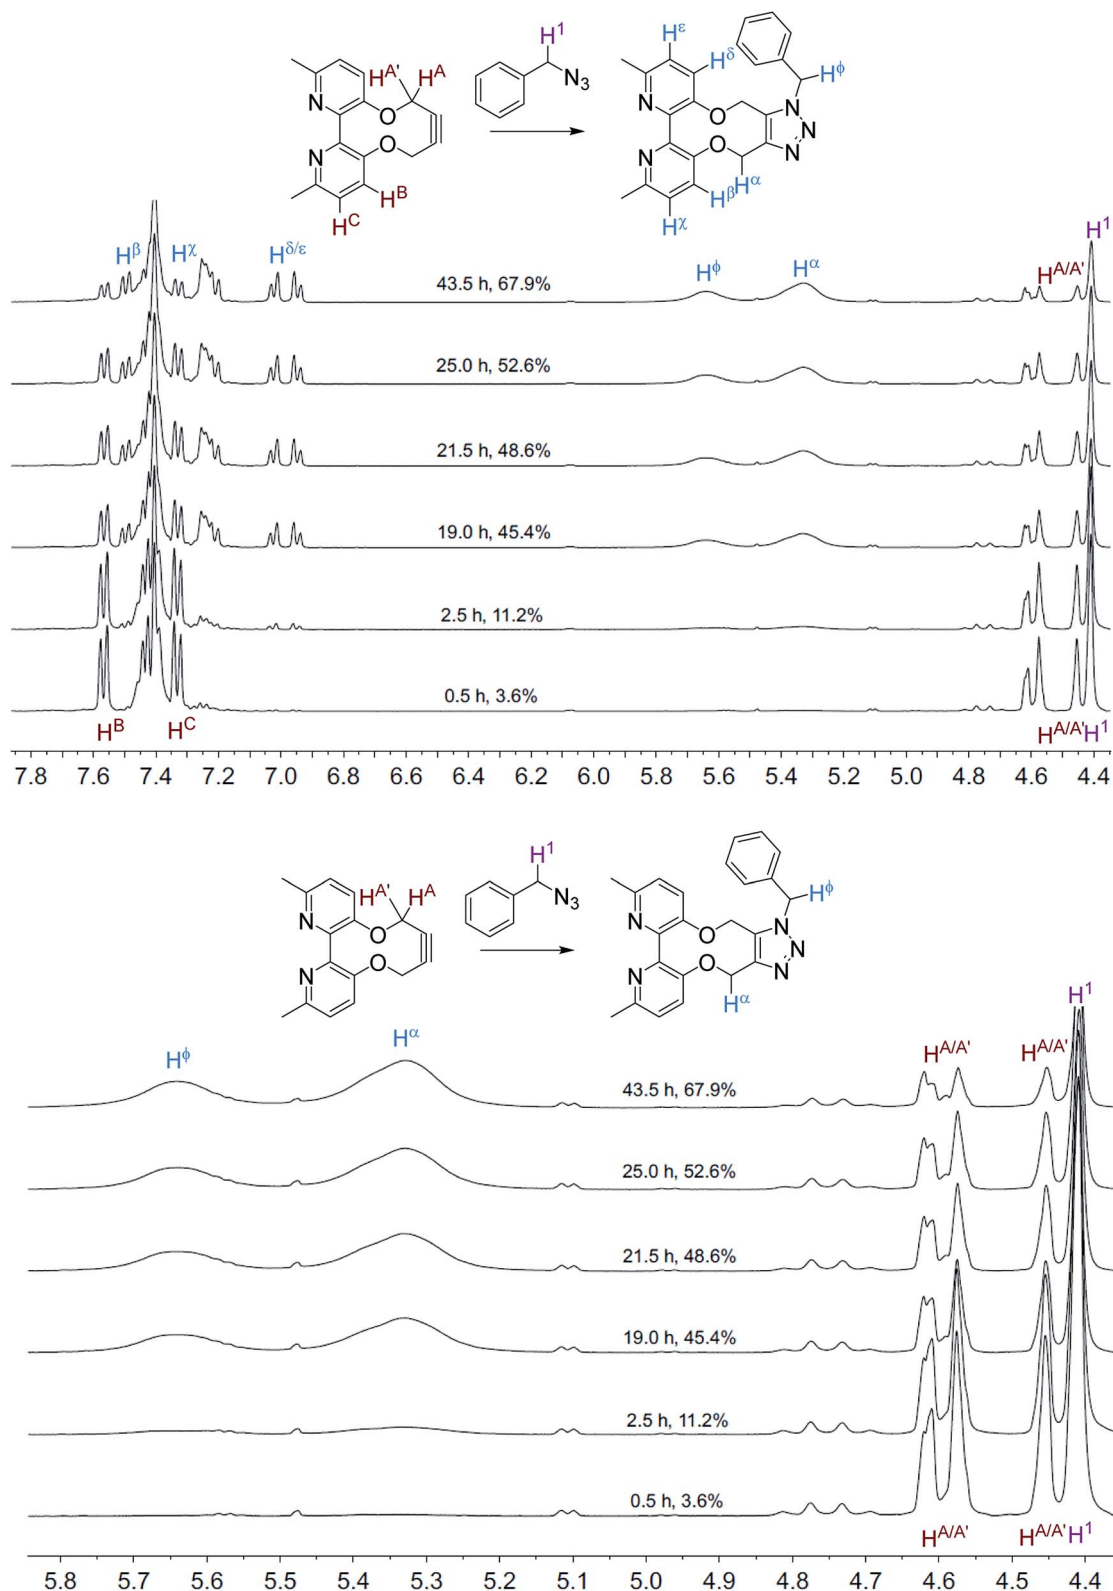 H¹
H^ε
H^δ
H^A' H^A
N₃
H^ϕ
N
O
O
N
H^B
H^C
N
O
N
N
O
N
N
H^α
H^β
H^χ
H¹
H^β H^χ H^δ/ε
43.5 h, 67.9%
H^ϕ H^α
H^A/A'
25.0 h, 52.6%
21.5 h, 48.6%
19.0 h, 45.4%
2.5 h, 11.2%
0.5 h, 3.6%
H^B H^C
H^A/A' H¹
7.8 7.6 7.4 7.2 7.0 6.8 6.6 6.4 6.2 6.0 5.8 5.6 5.4 5.2 5.0 4.8 4.6 4.4
H¹
H^A' H^A
N₃
H^ϕ
N
O
O
N
N
O
N
N
O
N
N
H^α
H¹
H^ϕ H^α H^A/A' H^A/A'
43.5 h, 67.9%
25.0 h, 52.6%
21.5 h, 48.6%
19.0 h, 45.4%
2.5 h, 11.2%
0.5 h, 3.6%
H^A/A' H^A/A' H¹
5.8 5.7 5.6 5.5 5.4 5.3 5.2 5.1 5.0 4.9 4.8 4.7 4.6 4.5 4.4